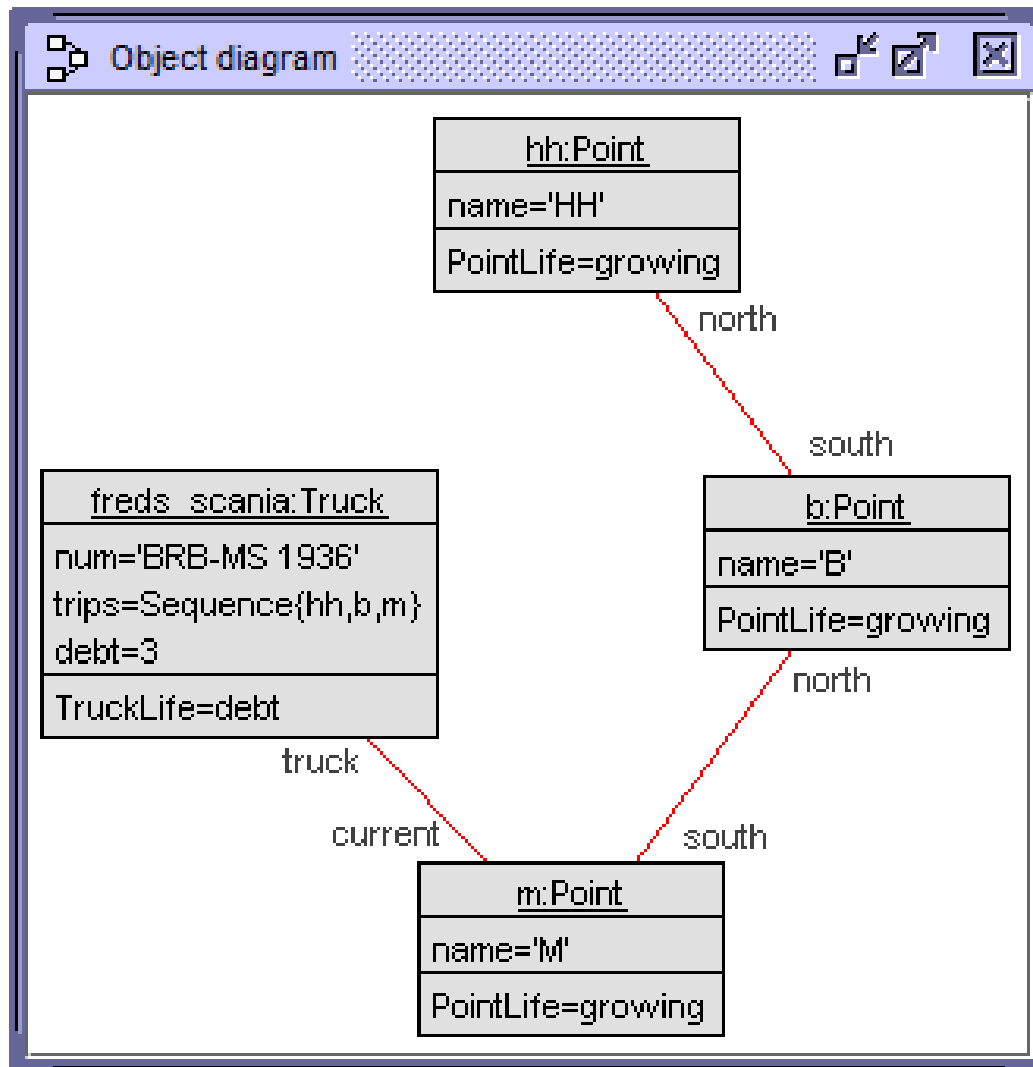 Object diagram
hh:Point
name='HH'
PointLife=growing
north
south
freds_scania:Truck
num='BRB-MS 1936'
trips=Sequence{hh,b,m}
debt=3
TruckLife=debt
b:Point
name='B'
PointLife=growing
north
truck
current
south
m:Point
name='M'
PointLife=growing